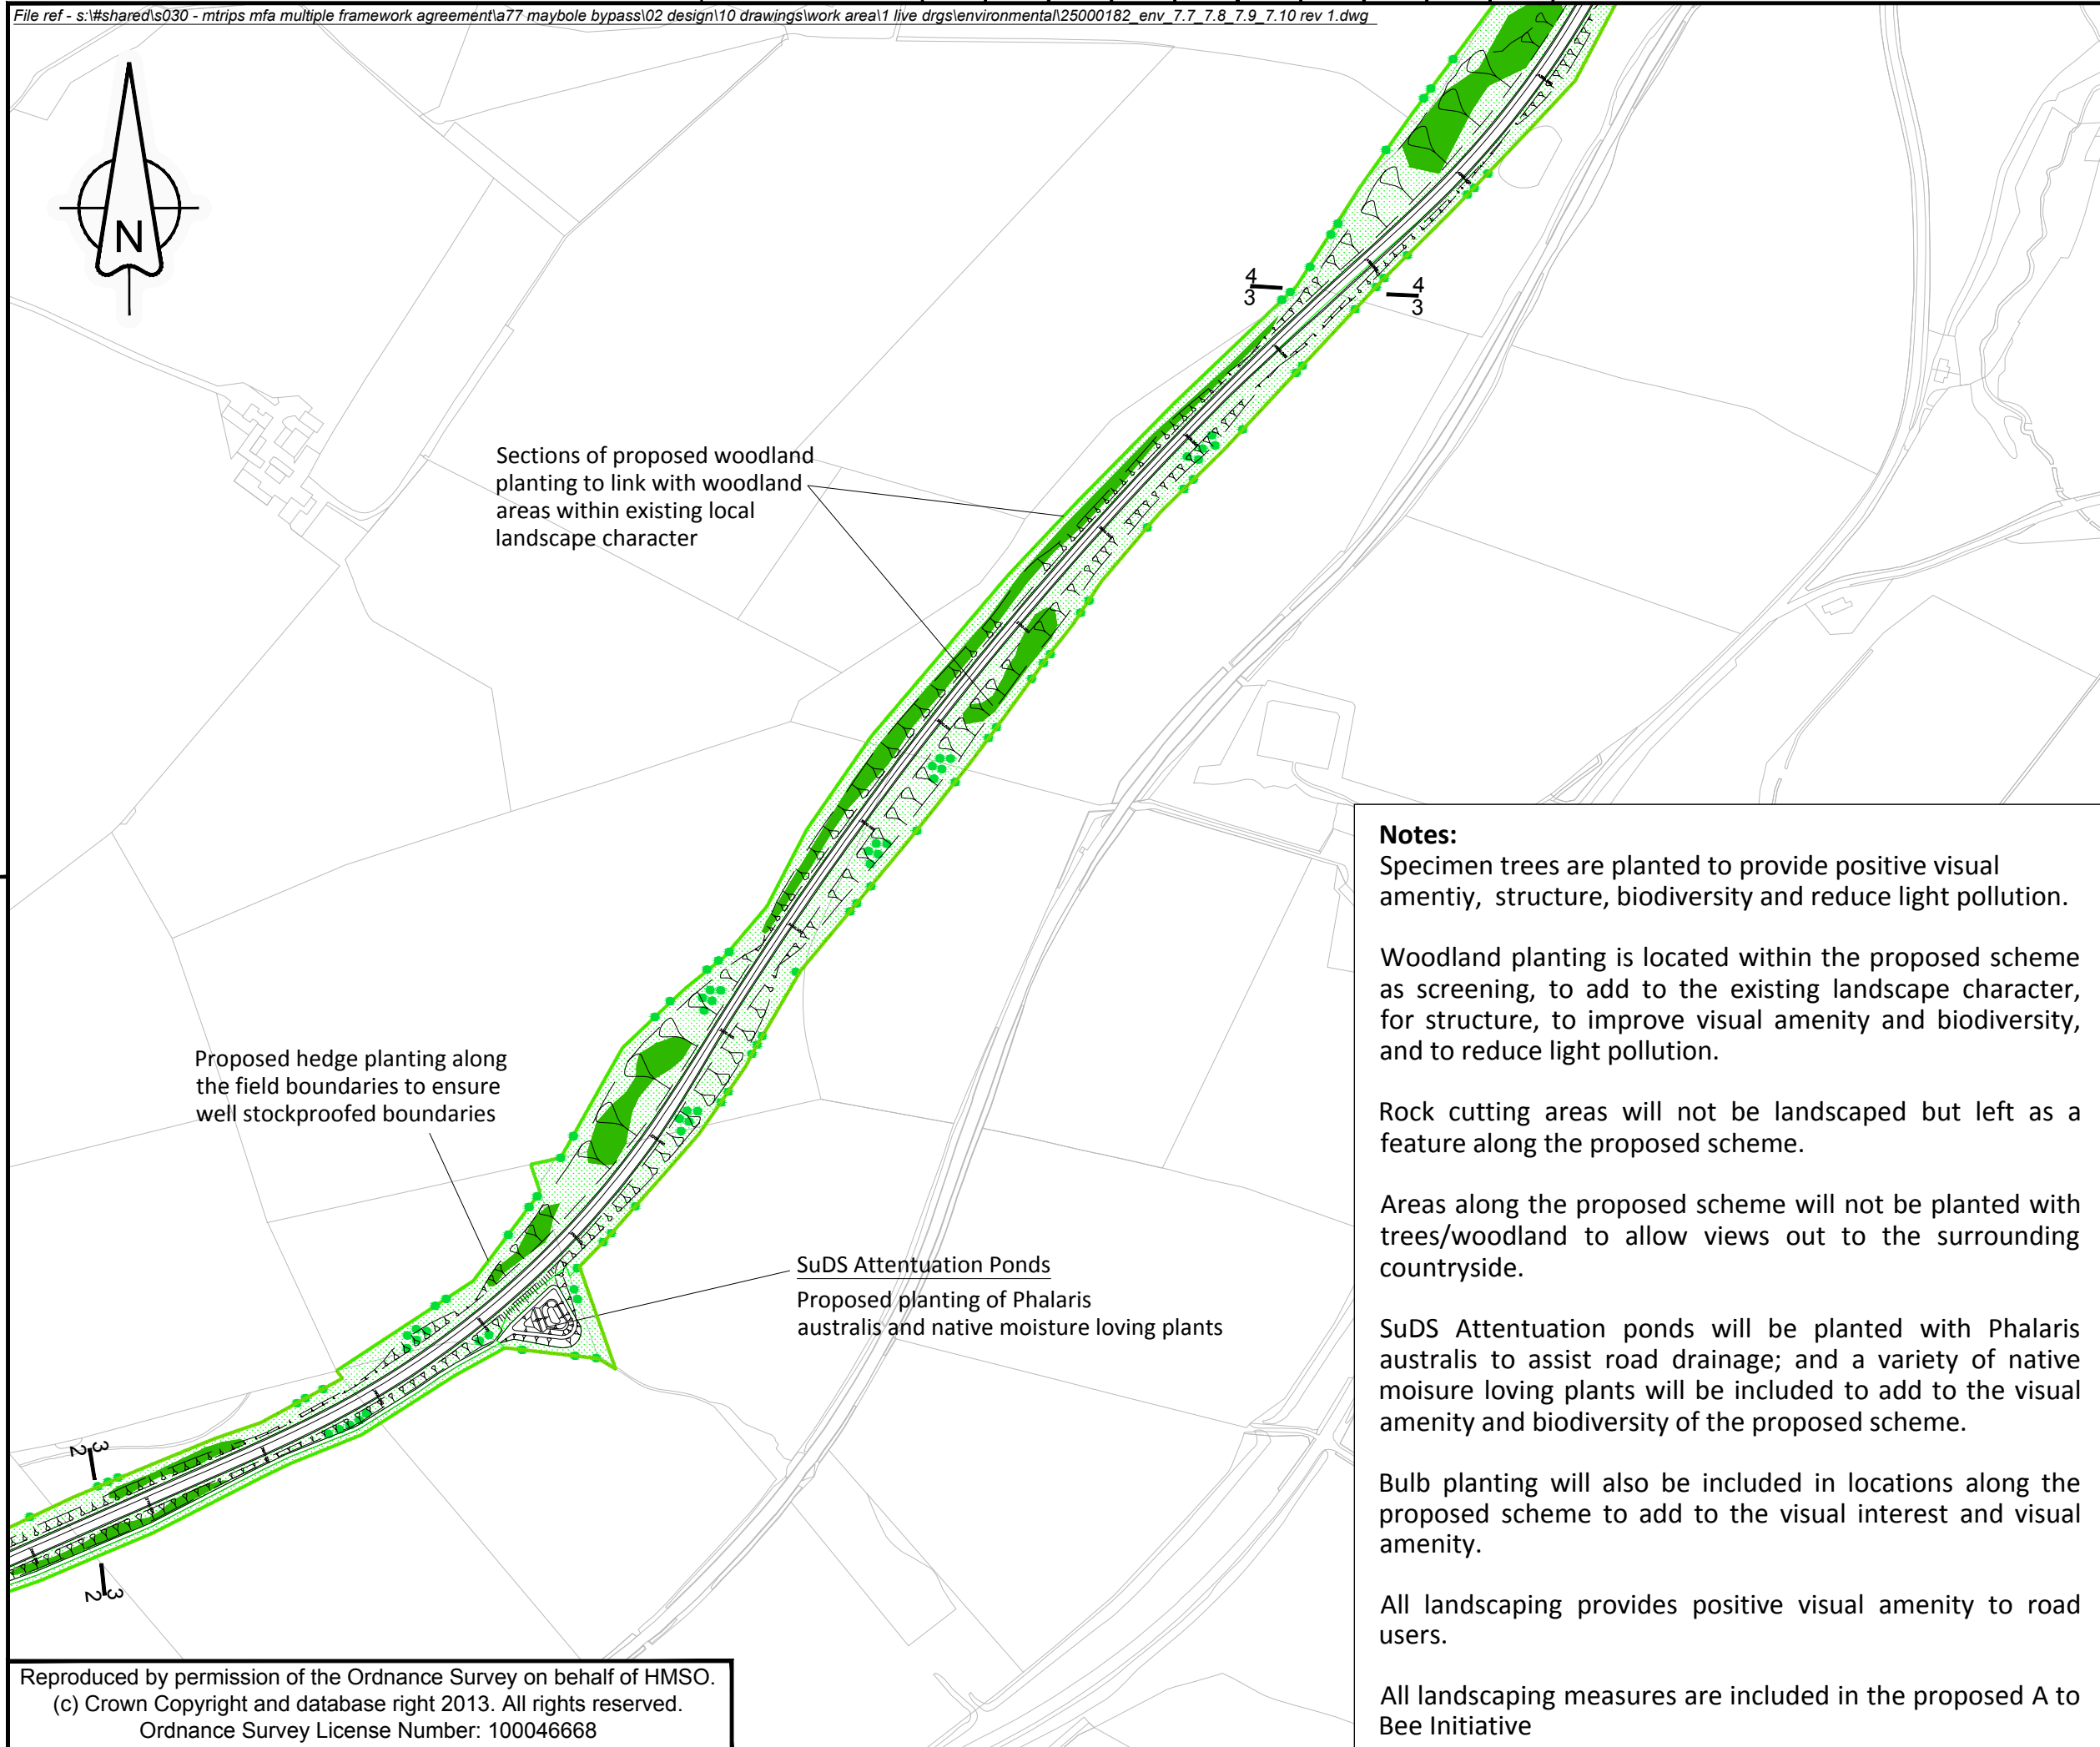 File ref - s:\#shared\s030 - mtrips mfa multiple framework agreement\a77 maybole bypass\02 design\10 drawings\work area\1 live drgs\environmental\25000182_env_7.7_7.8_7.9_7.10 rev 1.dwg
N
4
3
4
3
Sections of proposed woodland
planting to link with woodland
areas within existing local
landscape character
Proposed hedge planting along
the field boundaries to ensure
well stockproofed boundaries
SuDS Attentuation Ponds
Proposed planting of Phalaris
australis and native moisture loving plants
3
2
3
2
Notes:
Specimen trees are planted to provide positive visual
amentiy, structure, biodiversity and reduce light pollution.
Woodland planting is located within the proposed scheme
as screening, to add to the existing landscape character,
for structure, to improve visual amenity and biodiversity,
and to reduce light pollution.
Rock cutting areas will not be landscaped but left as a
feature along the proposed scheme.
Areas along the proposed scheme will not be planted with
trees/woodland to allow views out to the surrounding
countryside.
SuDS Attentuation ponds will be planted with Phalaris
australis to assist road drainage; and a variety of native
moisure loving plants will be included to add to the visual
amenity and biodiversity of the proposed scheme.
Bulb planting will also be included in locations along the
proposed scheme to add to the visual interest and visual
amenity.
All landscaping provides positive visual amenity to road
users.
All landscaping measures are included in the proposed A to
Bee Initiative
Reproduced by permission of the Ordnance Survey on behalf of HMSO.
(c) Crown Copyright and database right 2013. All rights reserved.
Ordnance Survey License Number: 100046668